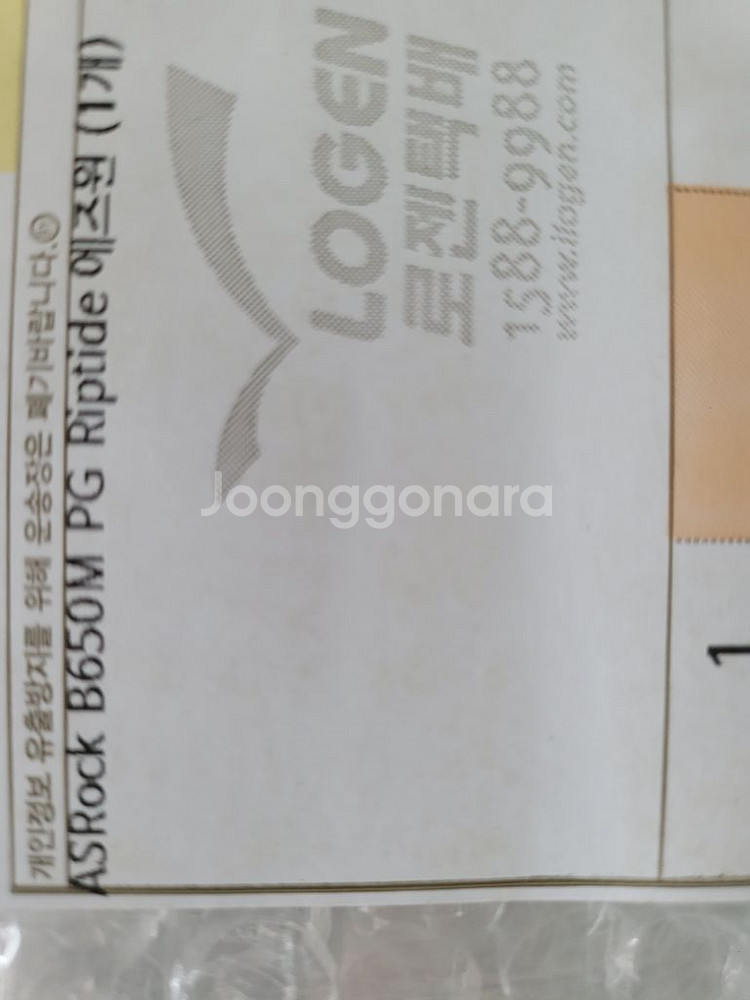 개인정보 유출방지를 위해 운송장은 폐기바랍니다.
ASRock B650M PG Riptide 에즈윈 (1개)
LOGEN
로젠택배
1588-9988
www.ilogen.com
1
Joonggonara